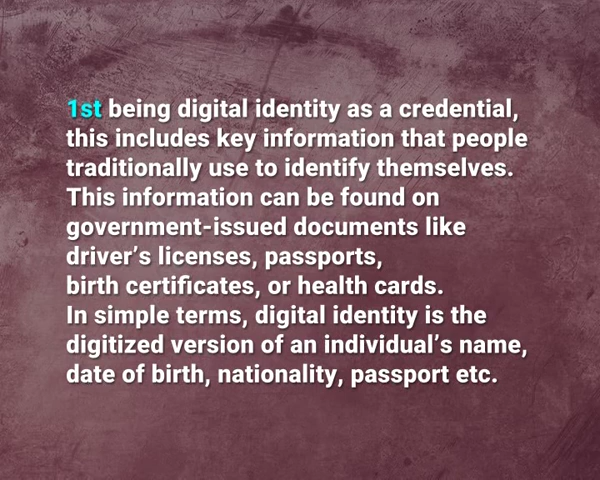 1st being digital identity as a credential,
this includes key information that people
traditionally use to identify themselves.
This information can be found on
government-issued documents like
driver’s licenses, passports,
birth certificates, or health cards.
In simple terms, digital identity is the
digitized version of an individual’s name,
date of birth, nationality, passport etc.